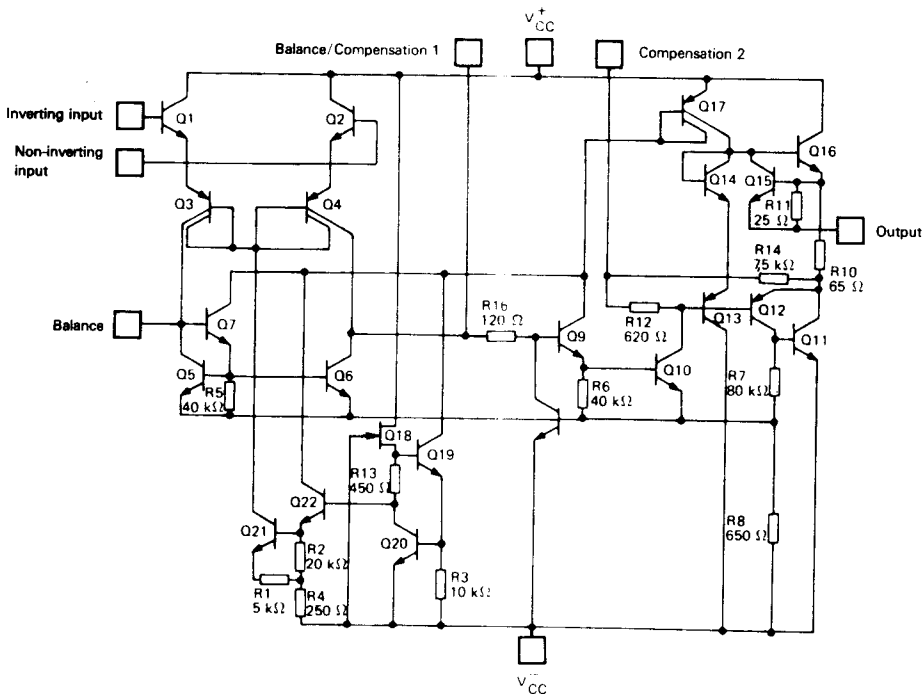 V+CC
Balance/Compensation 1
Compensation 2
Q17
Inverting input
Q1
Q2
Q16
Non-inverting
input
Q14
Q15
R11
25 Ω
Q3
Q4
Output
R14
75 kΩ
R10
65 Ω
R16
120 Ω
Balance
Q7
Q9
R12
620 Ω
Q13
Q12
Q11
Q5
R5
40 kΩ
Q6
R6
40 kΩ
Q10
R7
80 kΩ
Q18
Q19
R13
450 Ω
Q22
Q21
Q20
R8
650 Ω
R2
20 kΩ
R3
10 kΩ
R1
5 kΩ
R4
250 Ω
V−CC